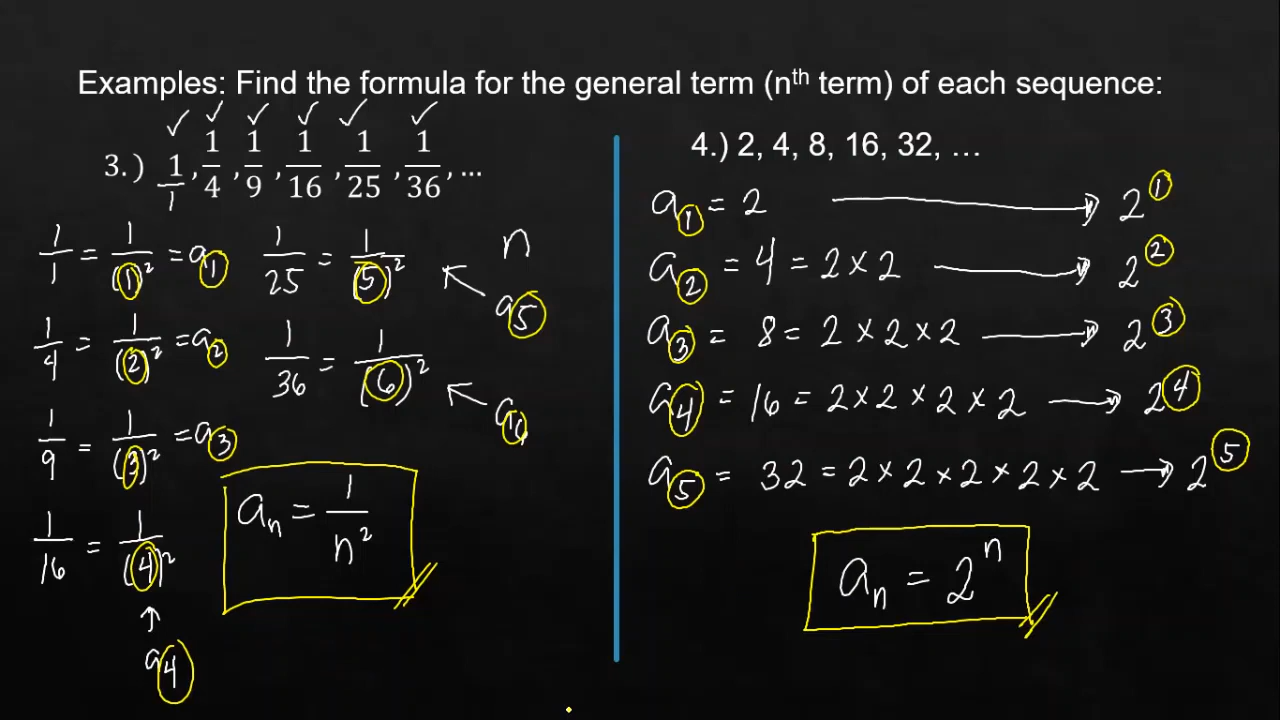 Examples: Find the formula for the general term (nᵗʰ term) of each sequence:
3.) 1/1, 1/4, 1/9, 1/16, 1/25, 1/36, ...
1/1 = 1/(1)² = a₁
1/4 = 1/(2)² = a₂
1/9 = 1/(3)² = a₃
1/16 = 1/(4)²
a₄
1/25 = 1/(5)²
n
a₅
1/36 = 1/(6)²
a₆
aₙ = 1/n²
4.) 2, 4, 8, 16, 32, …
a₁ = 2 → 2¹
a₂ = 4 = 2 × 2 → 2²
a₃ = 8 = 2 × 2 × 2 → 2³
a₄ = 16 = 2 × 2 × 2 × 2 → 2⁴
a₅ = 32 = 2 × 2 × 2 × 2 × 2 → 2⁵
aₙ = 2ⁿ